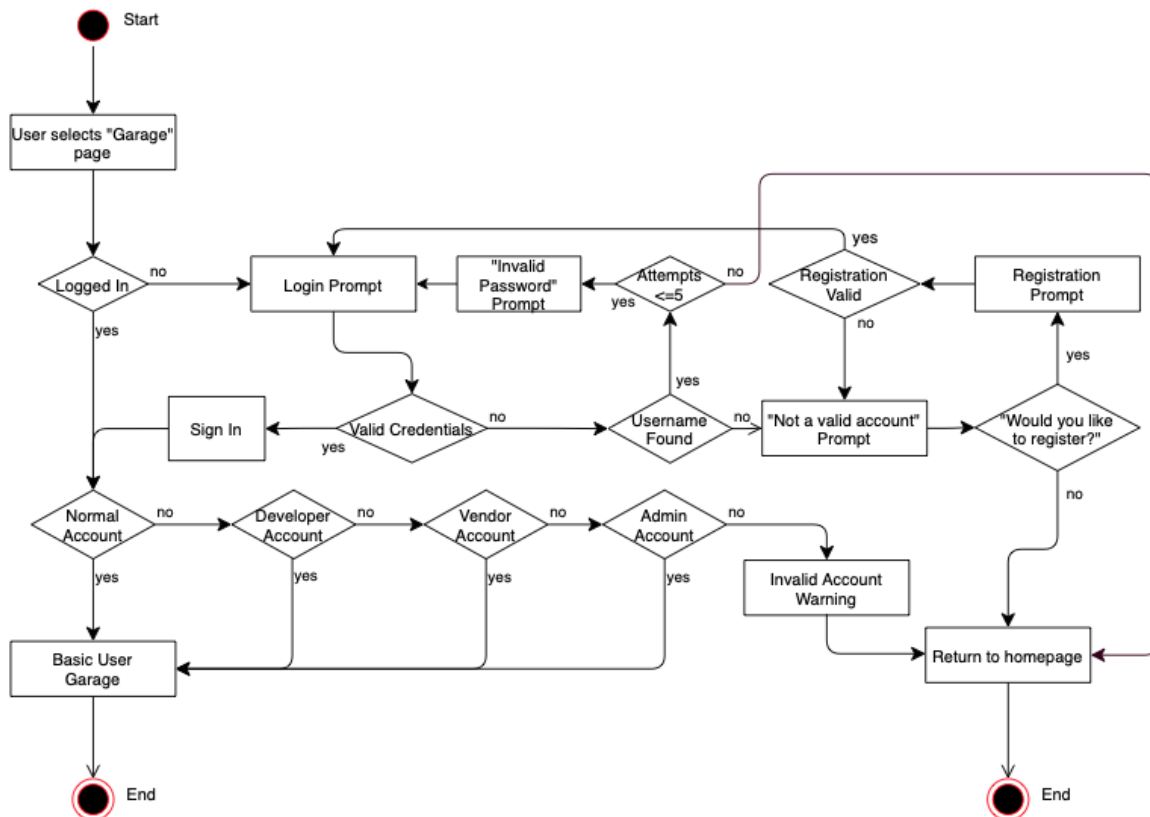 Start
User selects "Garage"
page
Logged In
no
yes
Login Prompt
"Invalid
Password"
Prompt
yes
Attempts
<=5
no
yes
Registration
Valid
no
Registration
Prompt
yes
Sign In
yes
Valid Credentials
no
yes
Username
Found
no
"Not a valid account"
Prompt
"Would you like
to register?"
no
Normal
Account
no
yes
Developer
Account
no
yes
Vendor
Account
no
yes
Admin
Account
no
yes
Invalid Account
Warning
Basic User
Garage
Return to homepage
End
End